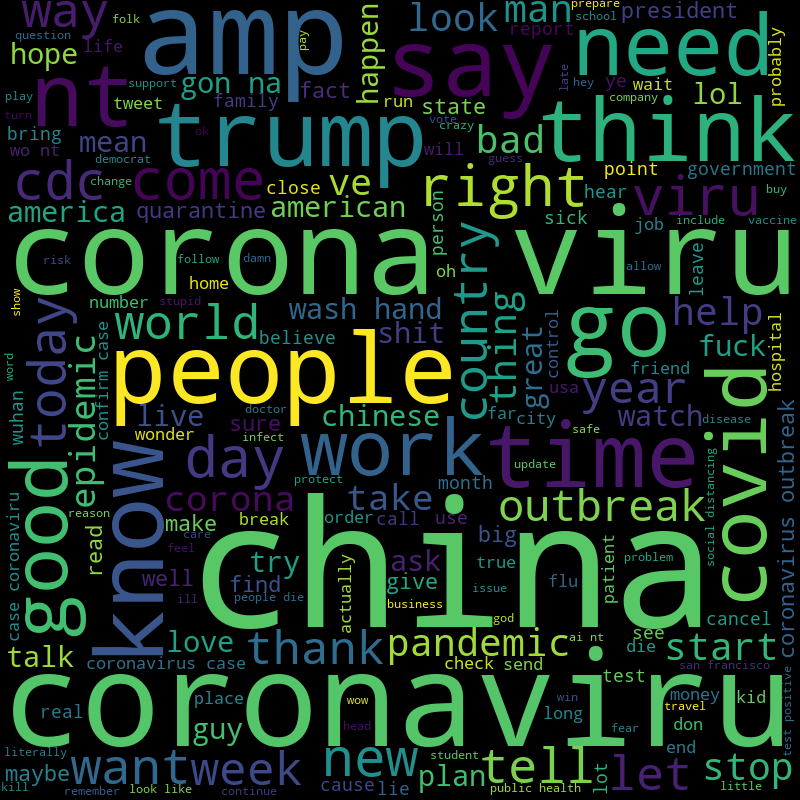 way
folk
question
life
hope
amp
happen
look
man
report
prepare
school
president
probably
pay
say
need
nt
gon na
fact
run
late
hey
ye
wait
lol
company
play
support
tweet
family
state
turn
bring
mean
wo nt
trump
ok
vote
crazy
will
bad
think
democrat
guess
point
government
cdc
change
come
close
ve
right
hear
viru
buy
america
quarantine
american
person
sick
job
include
vaccine
corona viru
risk
follow
damn
oh
country
control
leave
allow
home
show
number
stupid
today
world
wash hand
believe
shit
thing
great
go
help
hospital
word
people
fuck
friend
epidemic
confirm case
wuhan
live
doctor
sure
chinese
far
city
usa
year
watch
disease
covid
wonder
infect
day
work
time
safe
update
good
know
corona
protect
take
month
outbreak
social distancing
coronavirus outbreak
reason
read
make
break
order
call
use
big
china
case coronaviru
feel
care
try
actually
ask
true
patient
problem
well
find
give
issue
flu
ill
people die
business
god
cancel
talk
love
thank
pandemic
ai nt
see
die
start
coronavirus case
check
send
test
san francisco
coronaviru
real
place
guy
wow
head
win
long
fear
money
travel
don
kid
test positive
literally
maybe
want
week
new
student
tell
lot
end
let
stop
kill
remember
look like
cause
continue
lie
plan
public health
little